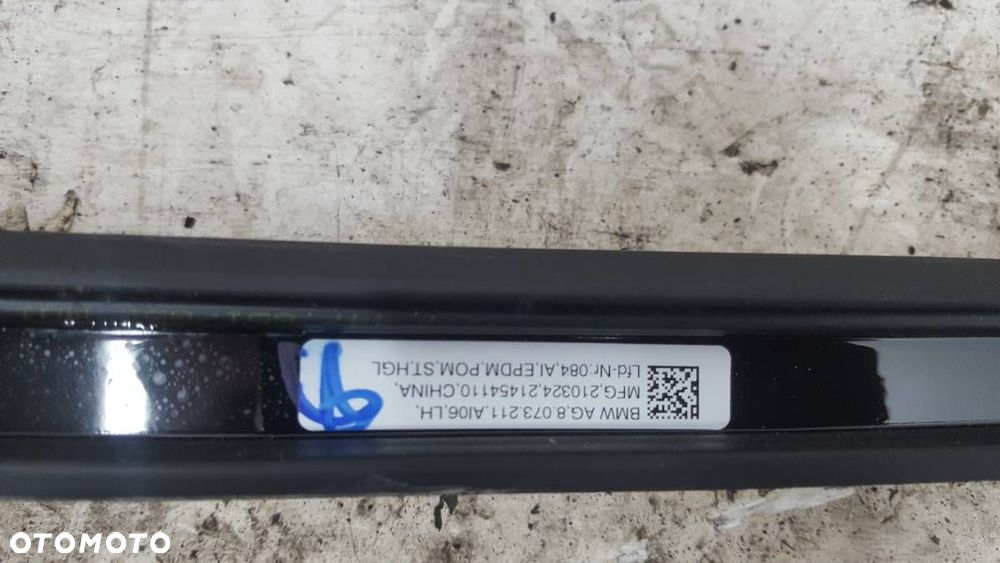 BMW AG,8.073.211,AI06,LH,
MFG,210324,21454110,CHINA,
Lfd-Nr:084,AI,EPDM,POM,ST,HGL
OTOMOTO